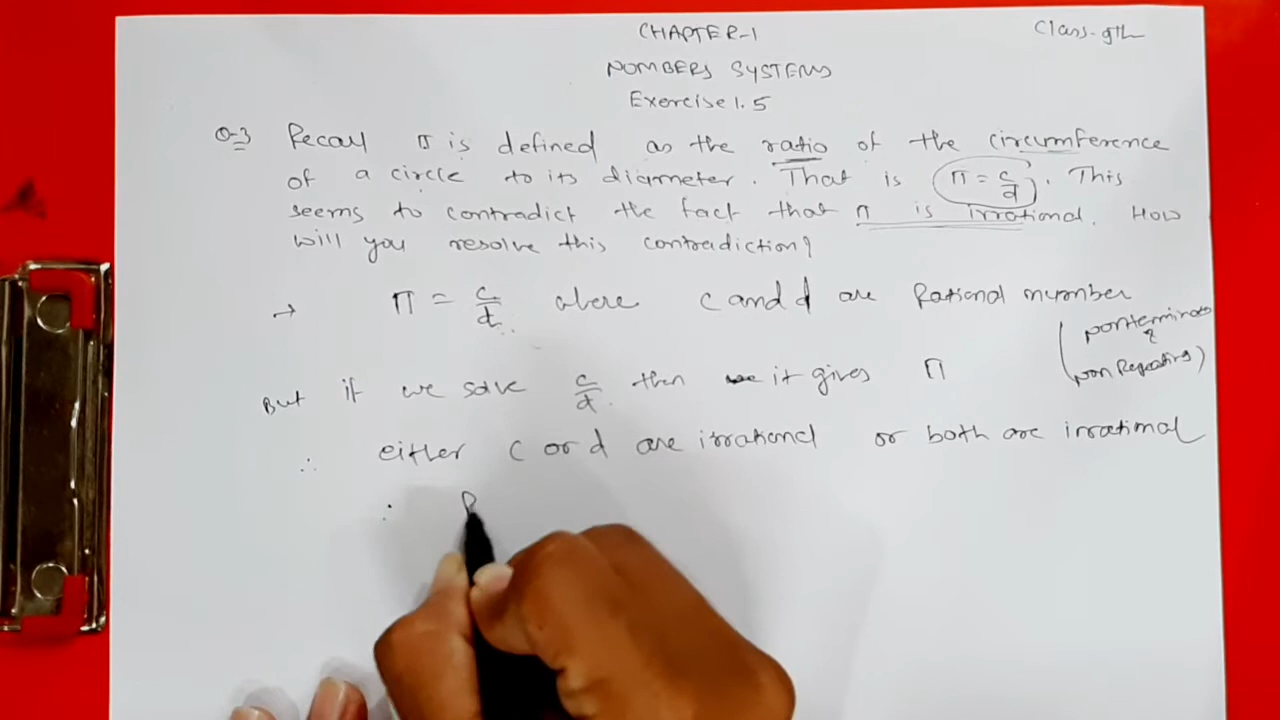 CHAPTER-1
Class-9th
NOMBERS SYSTEMS
Exercise 1.5
Q-3 Recall π is defined as the ratio of the circumference
of a circle to its diameter. That is π = c/d. This
seems to contradict the fact that π is irrational. How
will you resolve this contradiction?
→ π = c/d where c and d are Rational number
(nonterminates
&
non Repeating)
But if we solve c/d then it gives π
∴ either c or d are irrational or both are irrational
∴